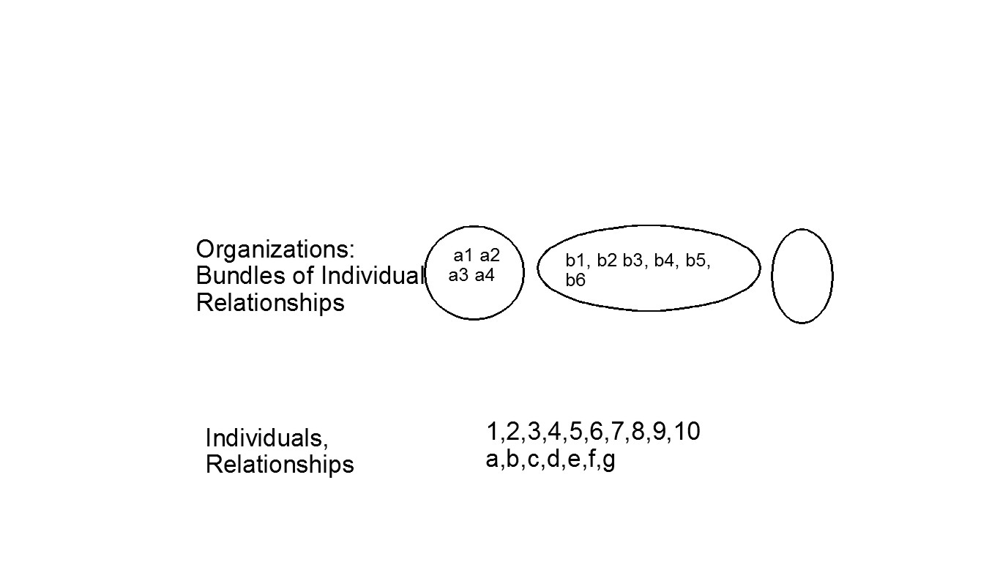 Organizations:
Bundles of Individual
Relationships
a1 a2
a3 a4
b1, b2 b3, b4, b5,
b6
Individuals,
Relationships
1,2,3,4,5,6,7,8,9,10
a,b,c,d,e,f,g